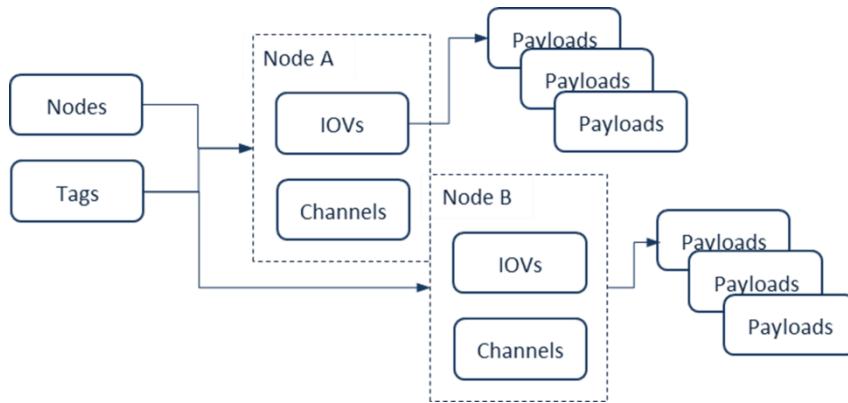 Nodes
Tags
Node A
IOVs
Channels
Payloads
Payloads
Payloads
Node B
IOVs
Channels
Payloads
Payloads
Payloads